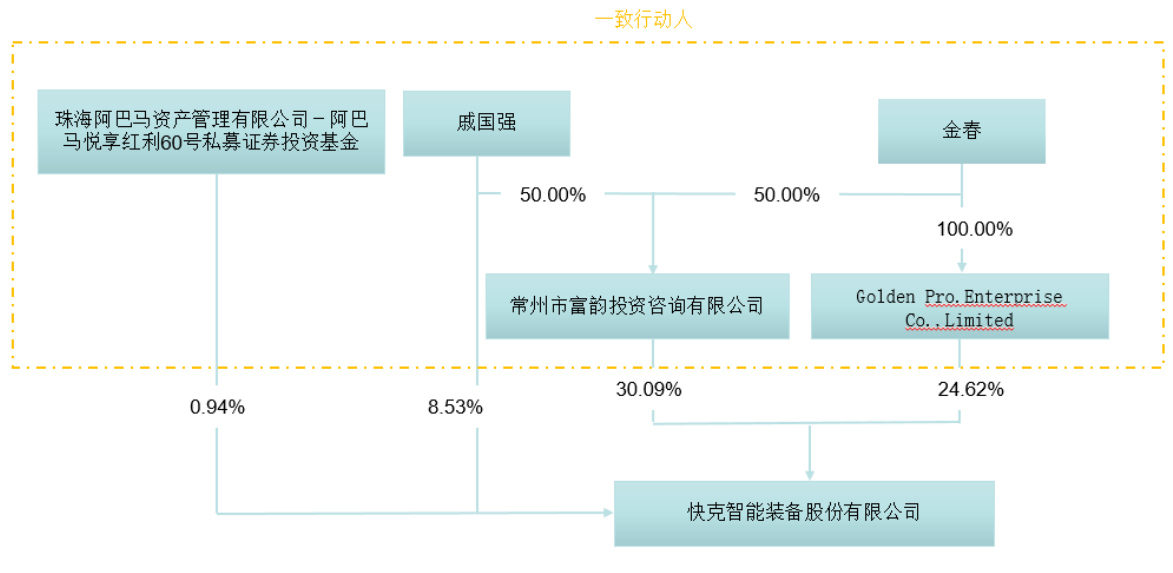 一致行动人
珠海阿巴马资产管理有限公司－阿巴
马悦享红利60号私募证券投资基金
戚国强
金春
50.00%
50.00%
100.00%
常州市富韵投资咨询有限公司
Golden Pro.Enterprise
Co.,Limited
0.94%
8.53%
30.09%
24.62%
快克智能装备股份有限公司